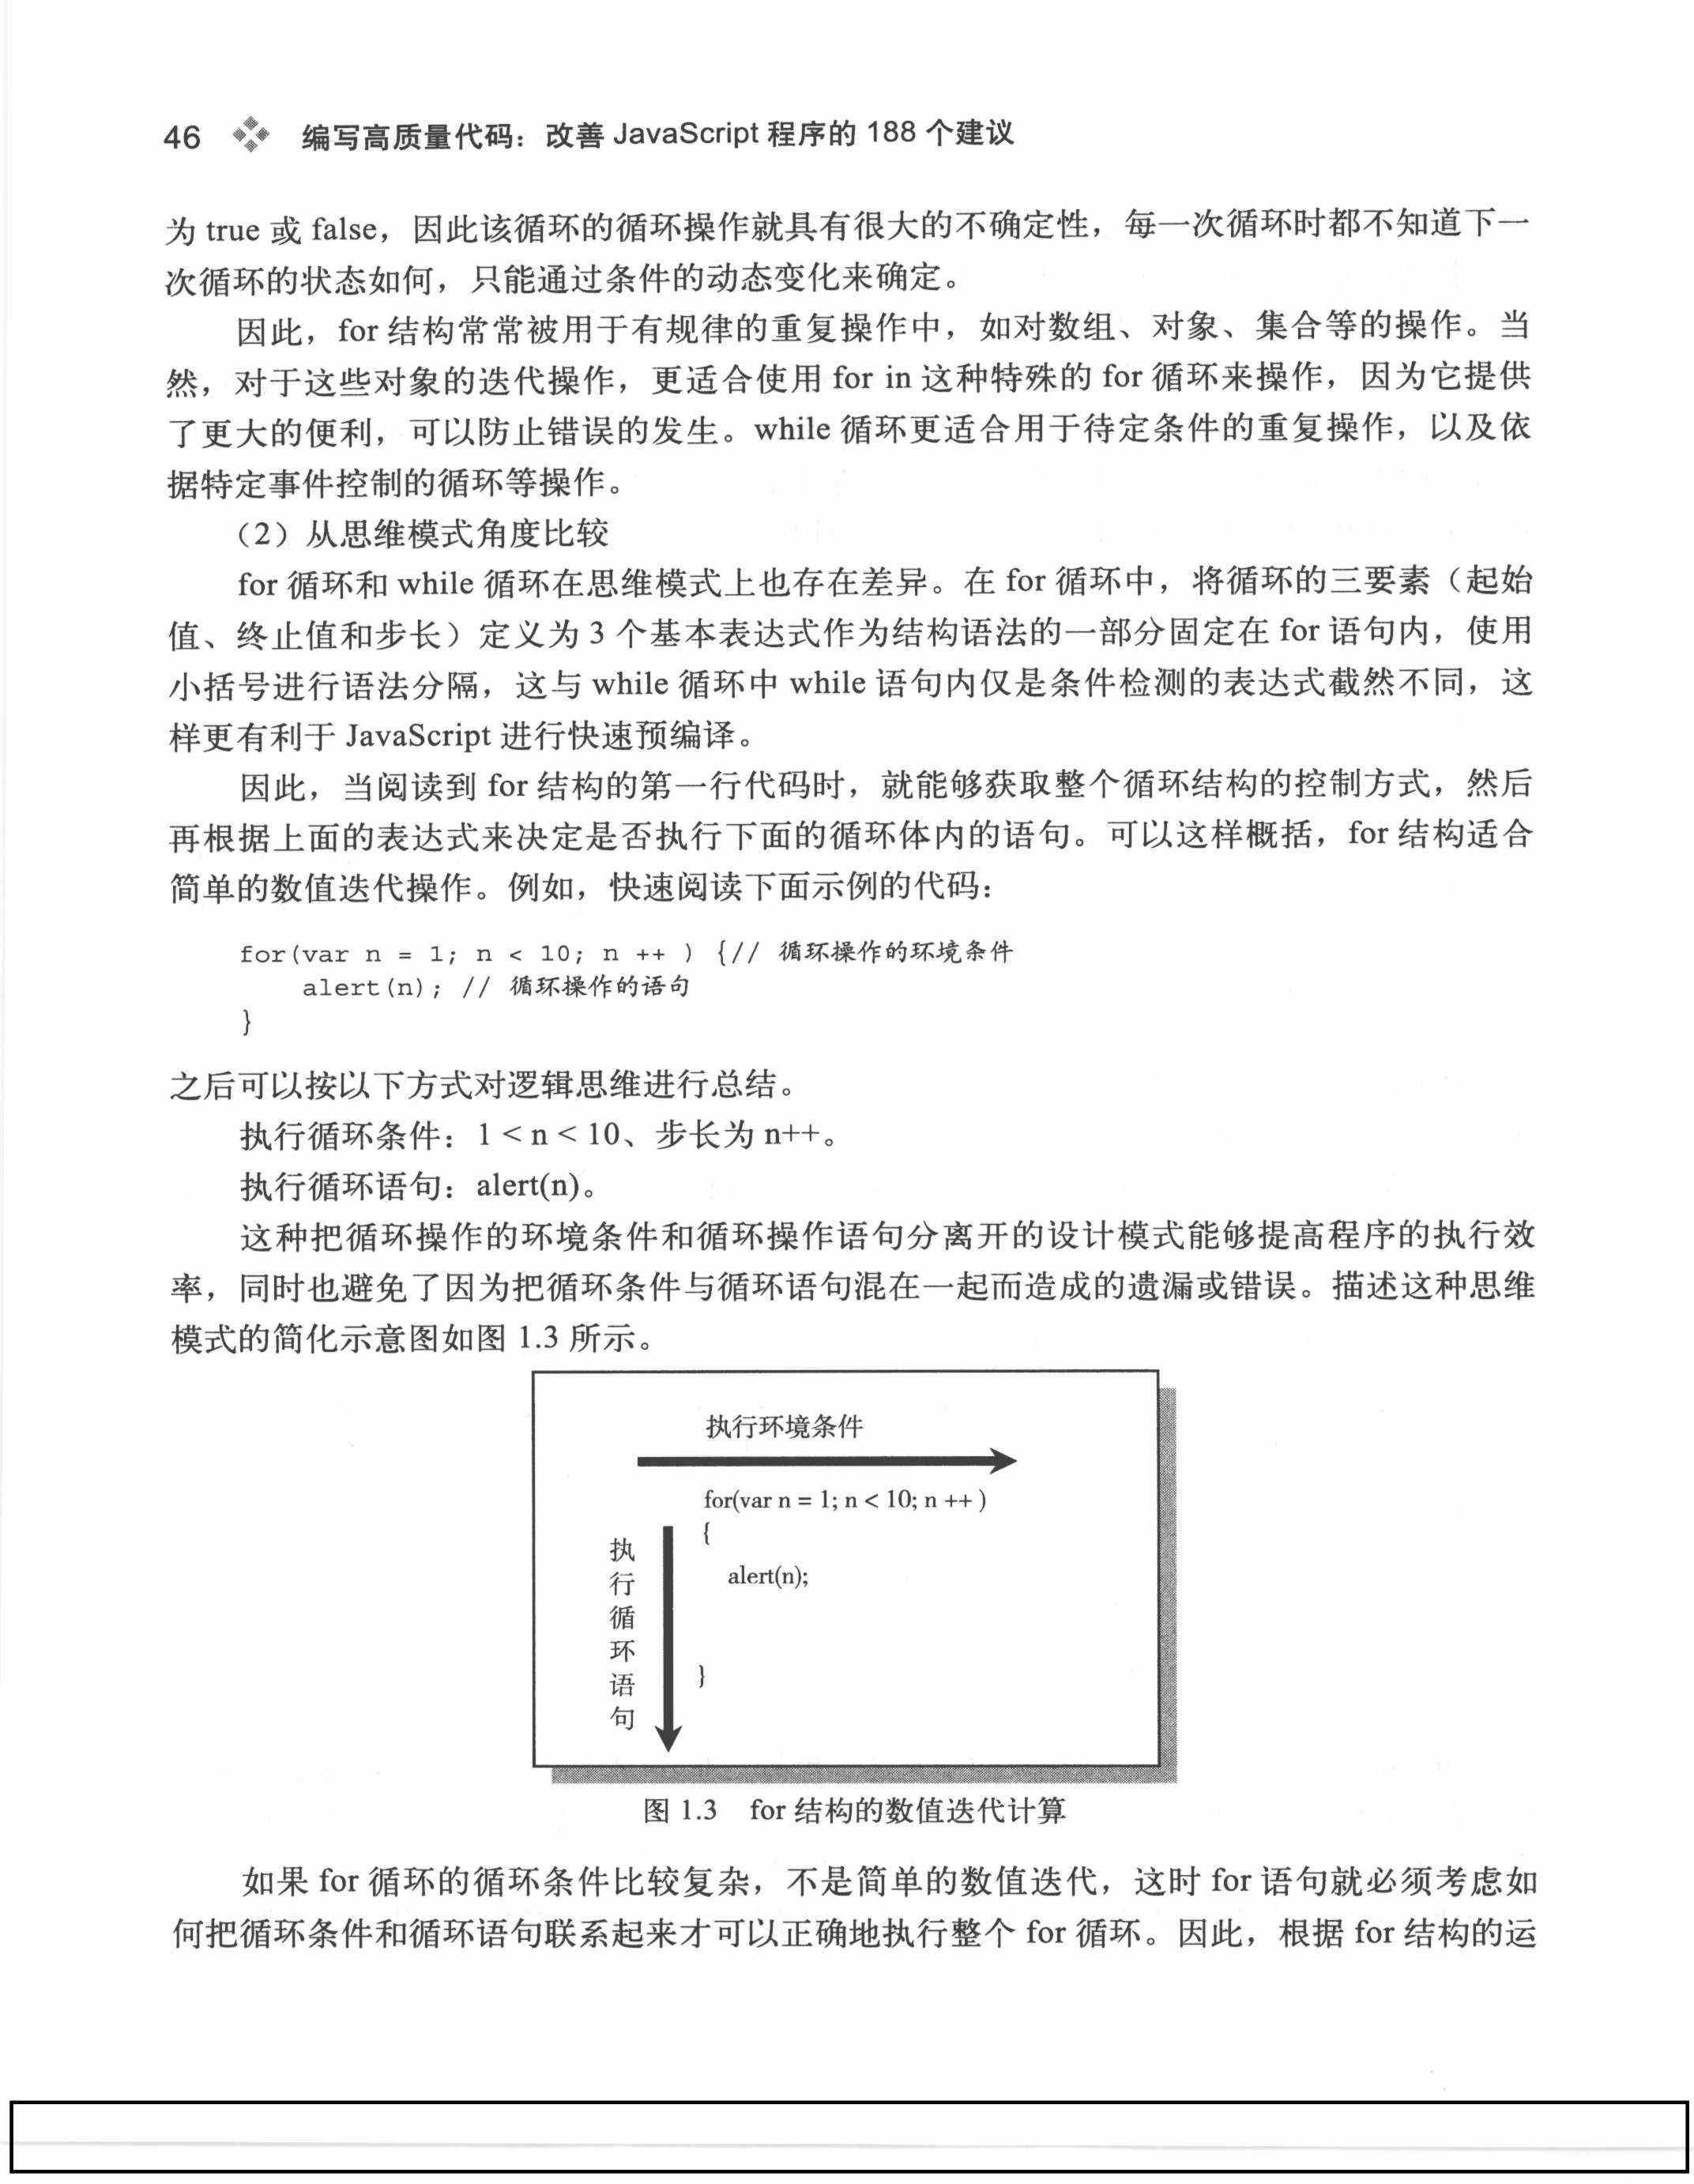 46 编写高质量代码：改善 JavaScript 程序的 188 个建议
为 true 或 false，因此该循环的循环操作就具有很大的不确定性，每一次循环时都不知道下一
次循环的状态如何，只能通过条件的动态变化来确定。
因此，for 结构常常被用于有规律的重复操作中，如对数组、对象、集合等的操作。当
然，对于这些对象的迭代操作，更适合使用 for in 这种特殊的 for 循环来操作，因为它提供
了更大的便利，可以防止错误的发生。while 循环更适合用于待定条件的重复操作，以及依
据特定事件控制的循环等操作。
（2）从思维模式角度比较
for 循环和 while 循环在思维模式上也存在差异。在 for 循环中，将循环的三要素（起始
值、终止值和步长）定义为 3 个基本表达式作为结构语法的一部分固定在 for 语句内，使用
小括号进行语法分隔，这与 while 循环中 while 语句内仅是条件检测的表达式截然不同，这
样更有利于 JavaScript 进行快速预编译。
因此，当阅读到 for 结构的第一行代码时，就能够获取整个循环结构的控制方式，然后
再根据上面的表达式来决定是否执行下面的循环体内的语句。可以这样概括，for 结构适合
简单的数值迭代操作。例如，快速阅读下面示例的代码：
for(var n = 1; n < 10; n ++ ) {// 循环操作的环境条件
alert(n); // 循环操作的语句
}
之后可以按以下方式对逻辑思维进行总结。
执行循环条件：1 < n < 10、步长为 n++。
执行循环语句：alert(n)。
这种把循环操作的环境条件和循环操作语句分离开的设计模式能够提高程序的执行效
率，同时也避免了因为把循环条件与循环语句混在一起而造成的遗漏或错误。描述这种思维
模式的简化示意图如图 1.3 所示。
执行环境条件
for(var n = 1; n < 10; n ++ )
{
alert(n);
}
执行循环语句
图 1.3 for 结构的数值迭代计算
如果 for 循环的循环条件比较复杂，不是简单的数值迭代，这时 for 语句就必须考虑如
何把循环条件和循环语句联系起来才可以正确地执行整个 for 循环。因此，根据 for 结构的运